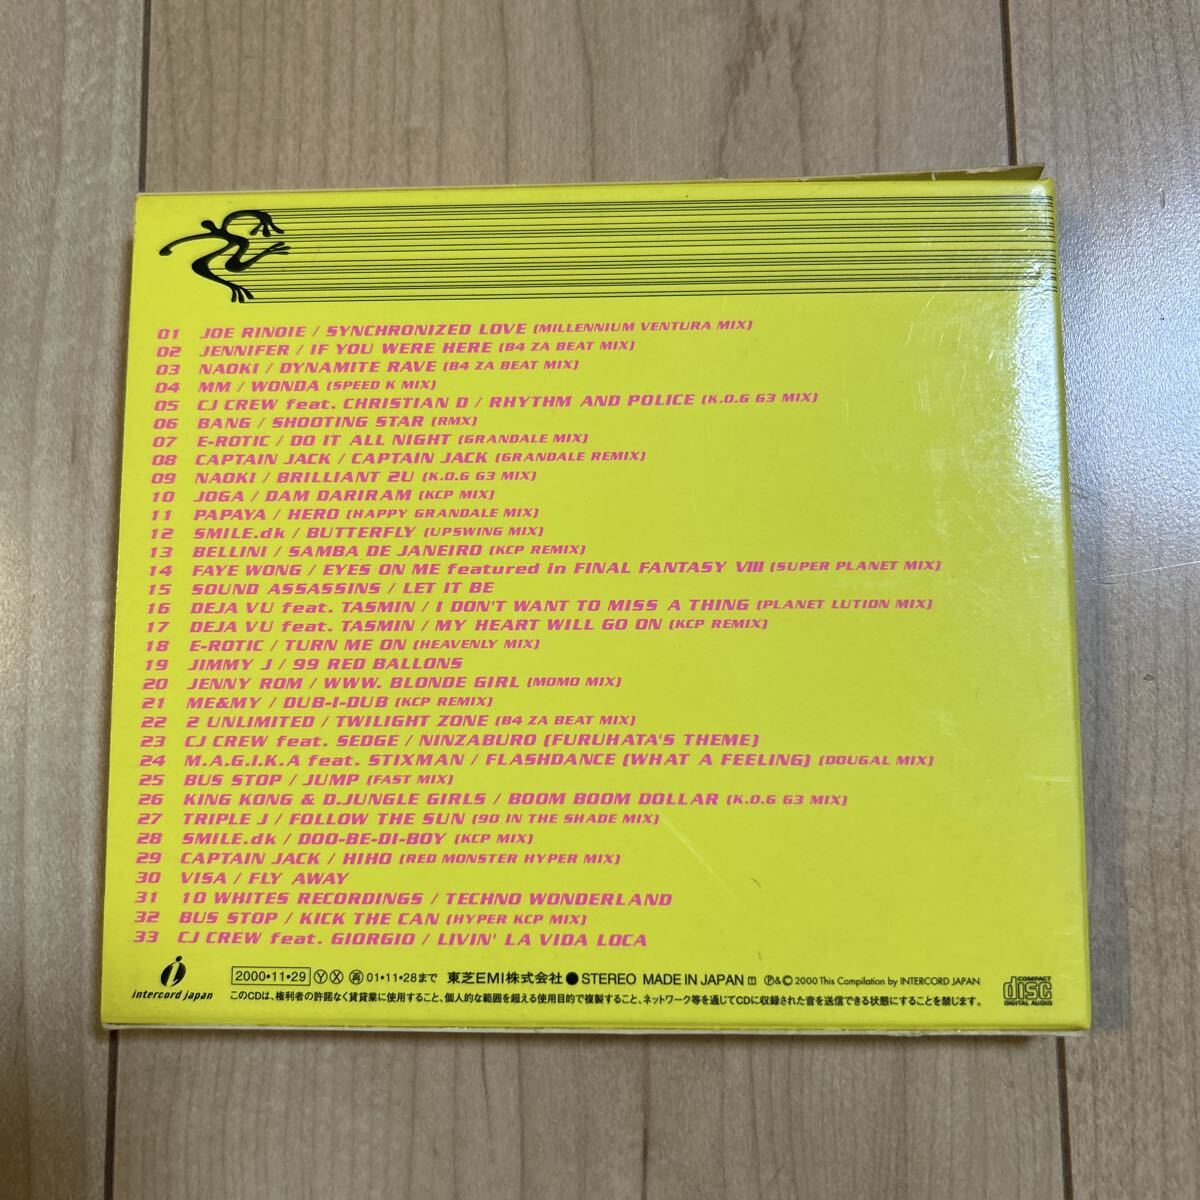 01 JOE RINOIE / SYNCHRONIZED LOVE (MILLENNIUM VENTURA MIX)
02 JENNIFER / IF YOU WERE HERE (B4 ZA BEAT MIX)
03 NAOKI / DYNAMITE RAVE (B4 ZA BEAT MIX)
04 MM / WONDA (SPEED K MIX)
05 CJ CREW feat. CHRISTIAN D / RHYTHM AND POLICE (K.O.G G3 MIX)
06 BANG / SHOOTING STAR (RMX)
07 E-ROTIC / DO IT ALL NIGHT (GRANDALE MIX)
08 CAPTAIN JACK / CAPTAIN JACK (GRANDALE REMIX)
09 NAOKI / BRILLIANT 2U (K.O.G G3 MIX)
10 JOGA / DAM DARIRAM (KCP MIX)
11 PAPAYA / HERO (HAPPY GRANDALE MIX)
12 SMILE.dk / BUTTERFLY (UPSWING MIX)
13 BELLINI / SAMBA DE JANEIRO (KCP REMIX)
14 FAYE WONG / EYES ON ME featured in FINAL FANTASY VIII (SUPER PLANET MIX)
15 SOUND ASSASSINS / LET IT BE
16 DEJA VU feat. TASMIN / I DON'T WANT TO MISS A THING (PLANET LUTION MIX)
17 DEJA VU feat. TASMIN / MY HEART WILL GO ON (KCP REMIX)
18 E-ROTIC / TURN ME ON (HEAVENLY MIX)
19 JIMMY J / 99 RED BALLONS
20 JENNY ROM / WWW. BLONDE GIRL (MOMO MIX)
21 ME&MY / DUB-I-DUB (KCP REMIX)
22 2 UNLIMITED / TWILIGHT ZONE (B4 ZA BEAT MIX)
23 CJ CREW feat. SEDGE / NINZABURO (FURUHATA'S THEME)
24 M.A.G.I.K.A feat. STIXMAN / FLASHDANCE (WHAT A FEELING) (DOUGAL MIX)
25 BUS STOP / JUMP (FAST MIX)
26 KING KONG & D.JUNGLE GIRLS / BOOM BOOM DOLLAR (K.O.G G3 MIX)
27 TRIPLE J / FOLLOW THE SUN (90 IN THE SHADE MIX)
28 SMILE.dk / DOO-BE-DI-BOY (KCP MIX)
29 CAPTAIN JACK / HIHO (RED MONSTER HYPER MIX)
30 VISA / FLY AWAY
31 10 WHITES RECORDINGS / TECHNO WONDERLAND
32 BUS STOP / KICK THE CAN (HYPER KCP MIX)
33 CJ CREW feat. GIORGIO / LIVIN' LA VIDA LOCA
i intercord japan
2000・11・29 Ⓨ Ⓧ ㊢ 01・11・28まで 東芝EMI株式会社 ● STEREO MADE IN JAPAN Ⓟ&© 2000 This Compilation by INTERCORD JAPAN
このCDは、権利者の許諾なく賃貸業に使用すること、個人的な範囲を超える使用目的で複製すること、ネットワーク等を通じてCDに収録された音を送信できる状態にすることを禁じます。
COMPACT disc DIGITAL AUDIO